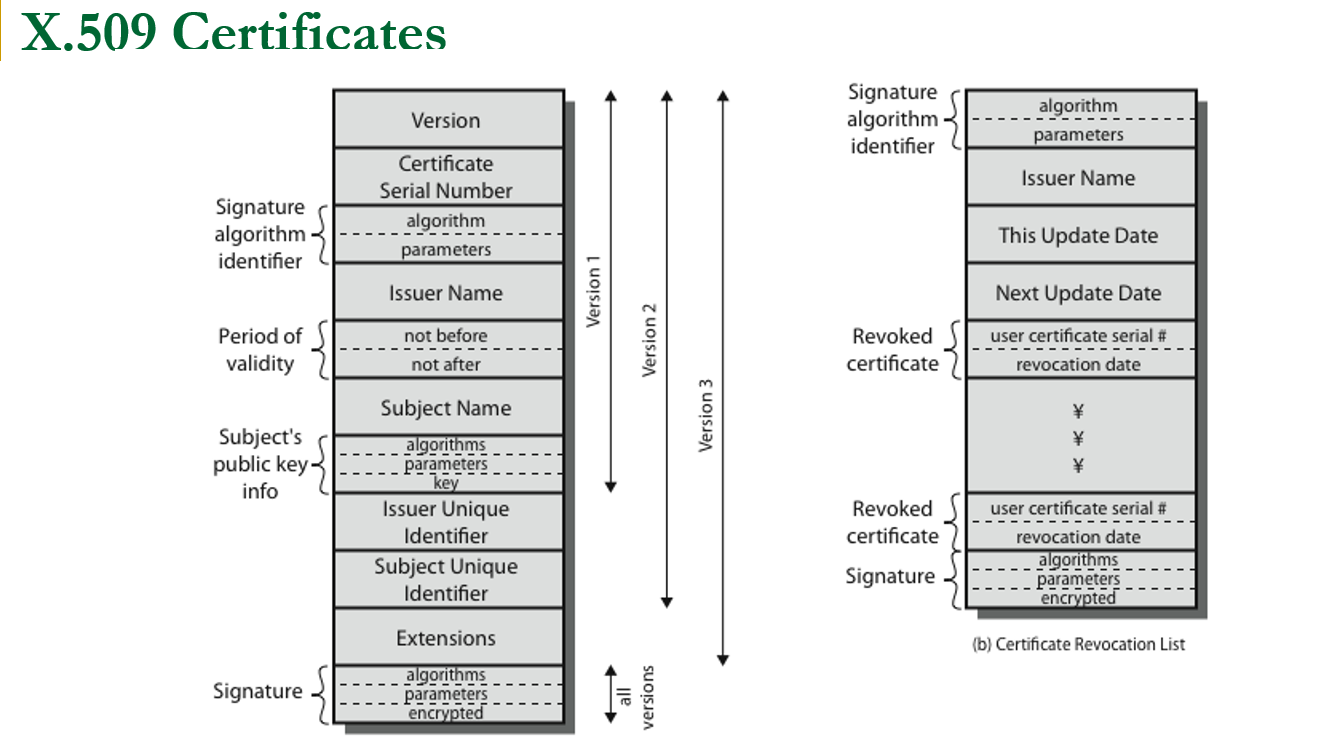 X.509 Certificates
Version
Certificate
Serial Number
Signature
algorithm
identifier
algorithm
parameters
Issuer Name
Period of
validity
not before
not after
Subject Name
Subject's
public key
info
algorithms
parameters
key
Issuer Unique
Identifier
Subject Unique
Identifier
Extensions
Signature
algorithms
parameters
encrypted
Version 1
Version 2
Version 3
all
versions
Signature
algorithm
identifier
algorithm
parameters
Issuer Name
This Update Date
Next Update Date
Revoked
certificate
user certificate serial #
revocation date
¥
¥
¥
Revoked
certificate
user certificate serial #
revocation date
Signature
algorithms
parameters
encrypted
(b) Certificate Revocation List